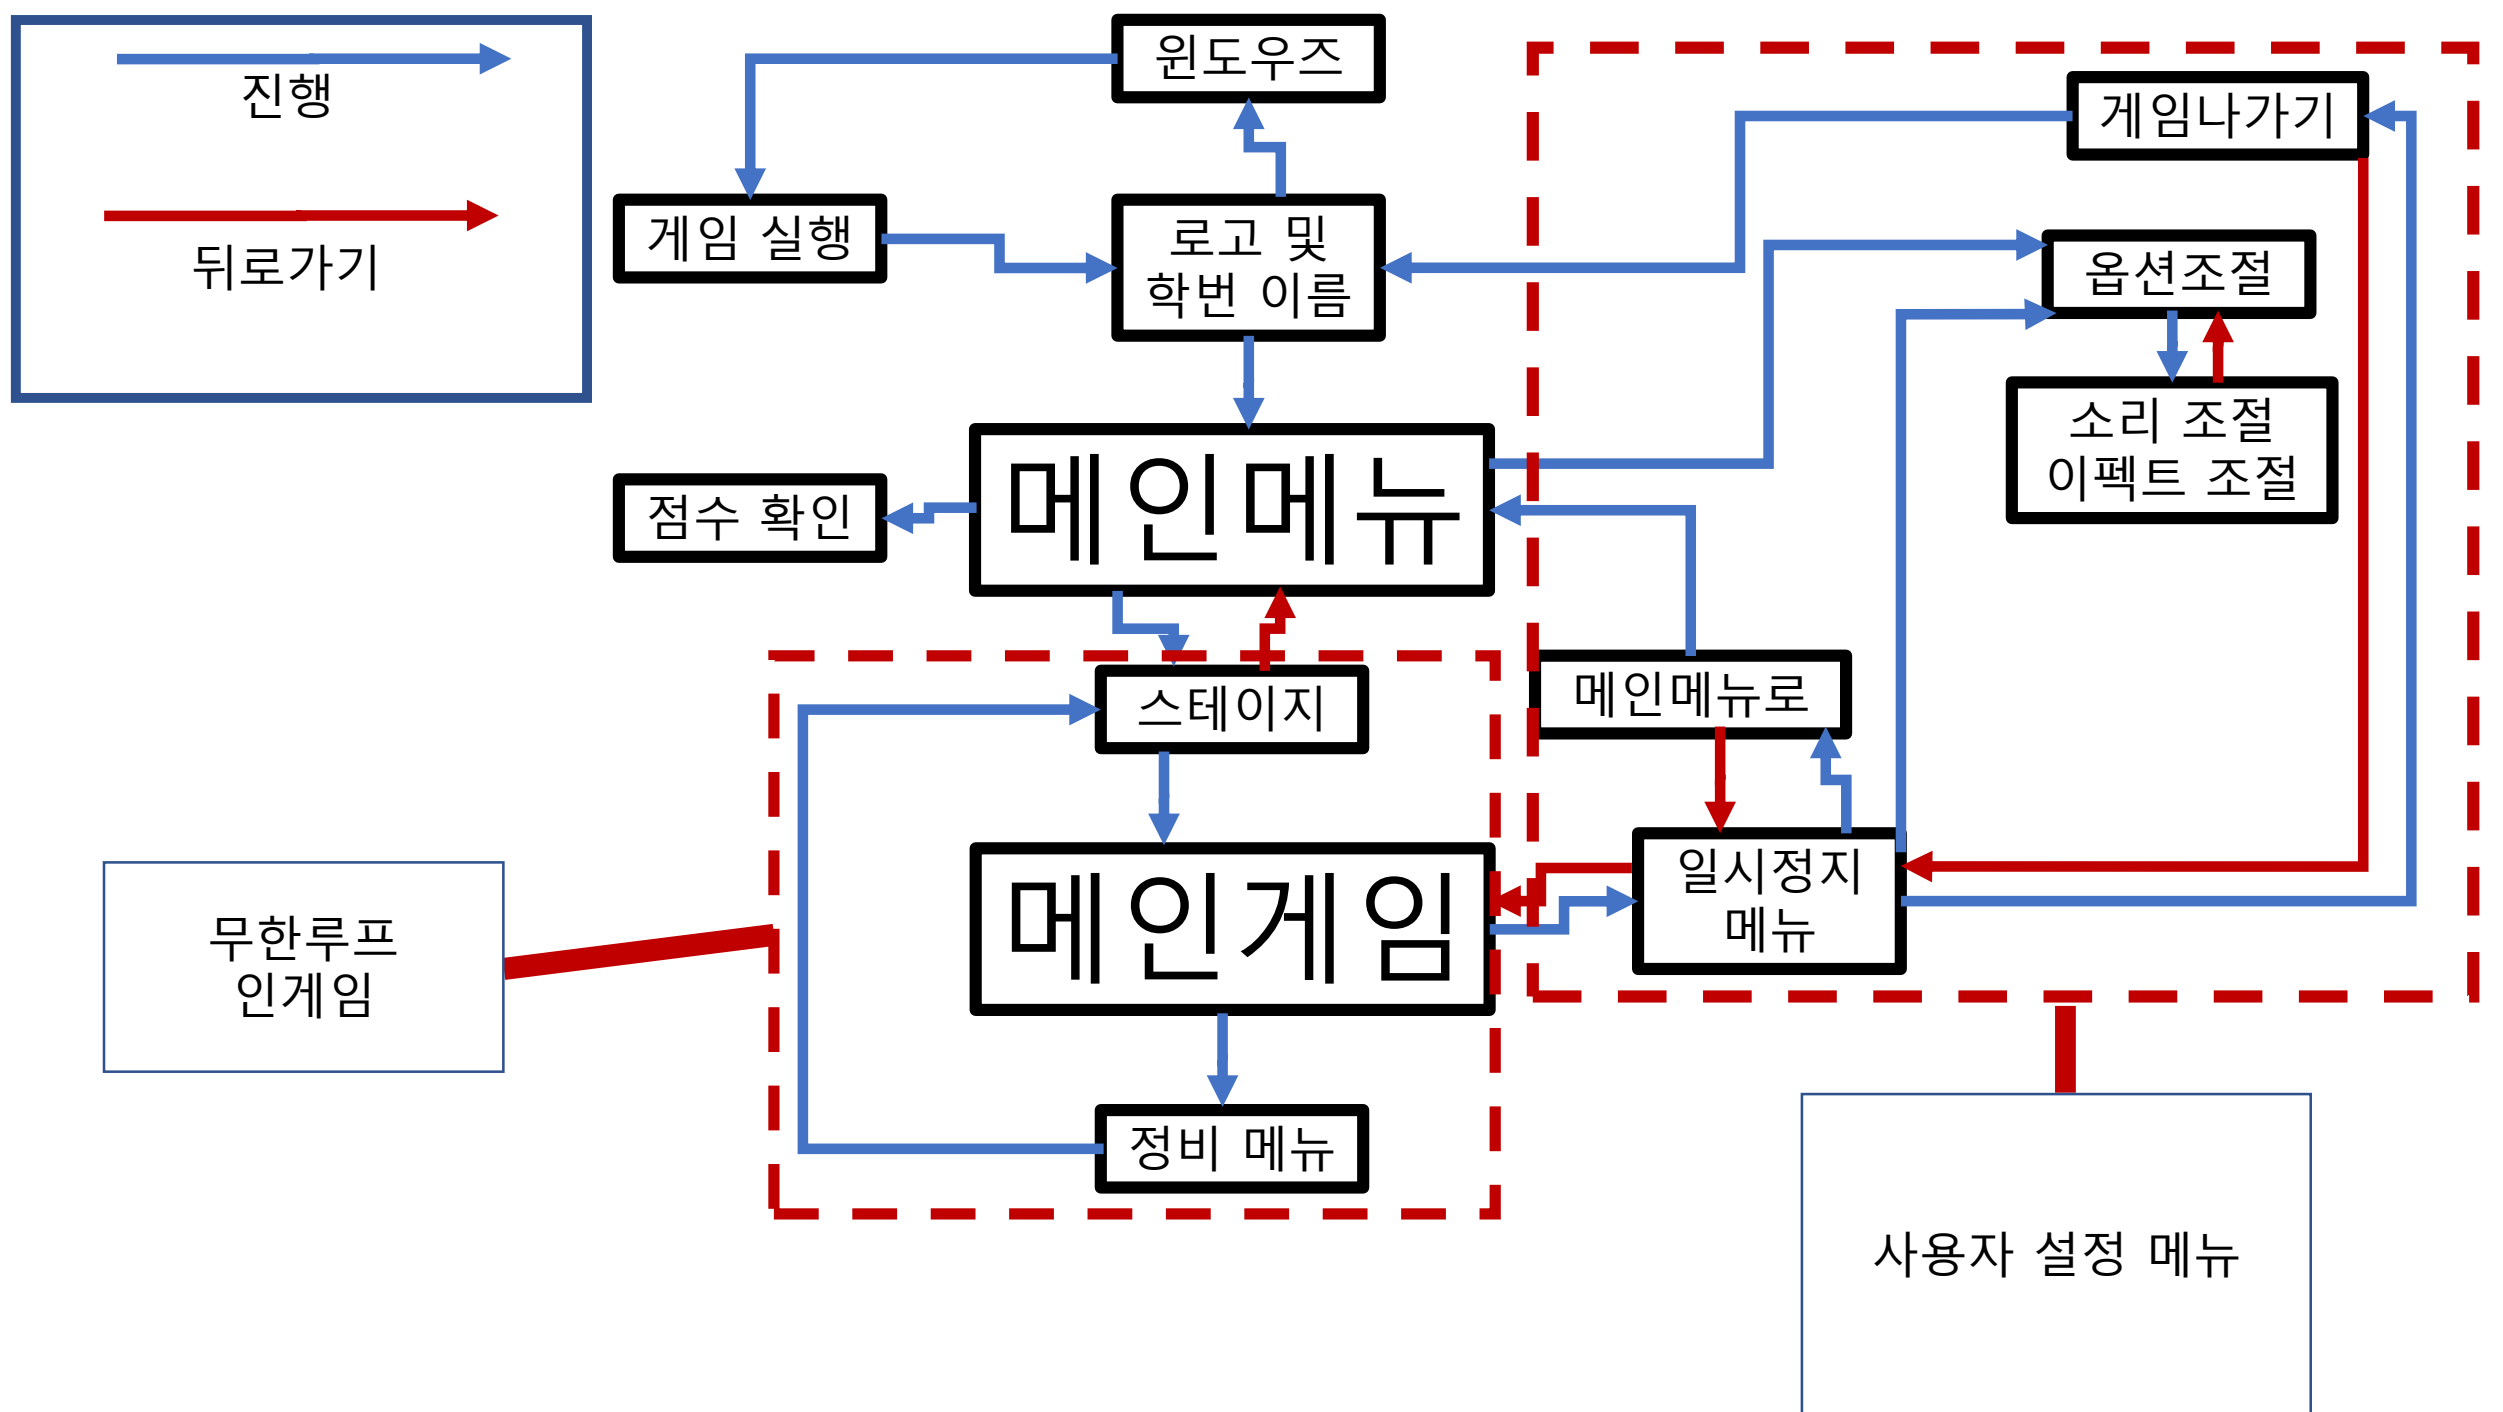 진행
뒤로가기
윈도우즈
게임 실행
로고 및
학번 이름
게임나가기
옵션조절
소리 조절
이펙트 조절
메인메뉴
점수 확인
스테이지
메인메뉴로
일시정지
메뉴
메인게임
무한루프
인게임
정비 메뉴
사용자 설정 메뉴